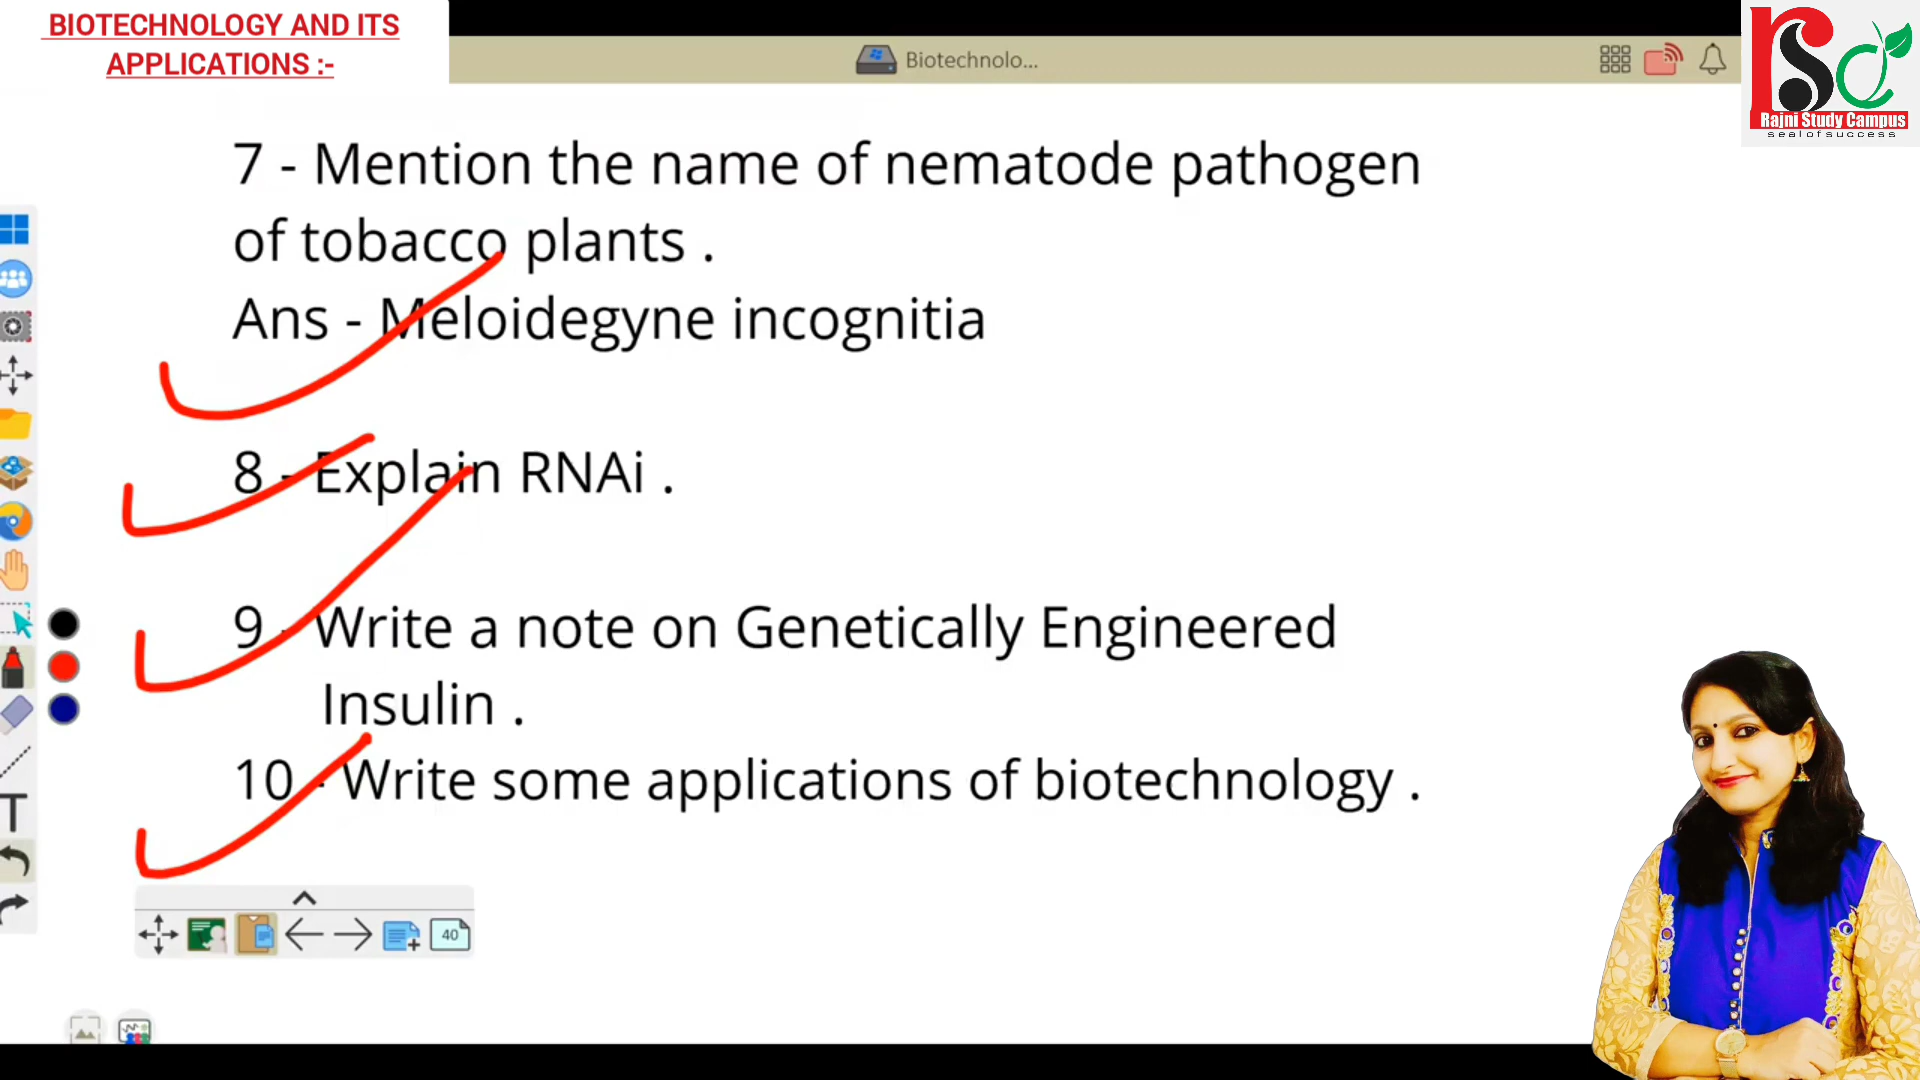 BIOTECHNOLOGY AND ITS
APPLICATIONS :-
Biotechnolo...
Rajni Study Campus
seal of success
7 - Mention the name of nematode pathogen
of tobacco plants .
Ans - Meloidegyne incognitia
8 - Explain RNAi .
9 - Write a note on Genetically Engineered
Insulin .
10 - Write some applications of biotechnology .
T
40